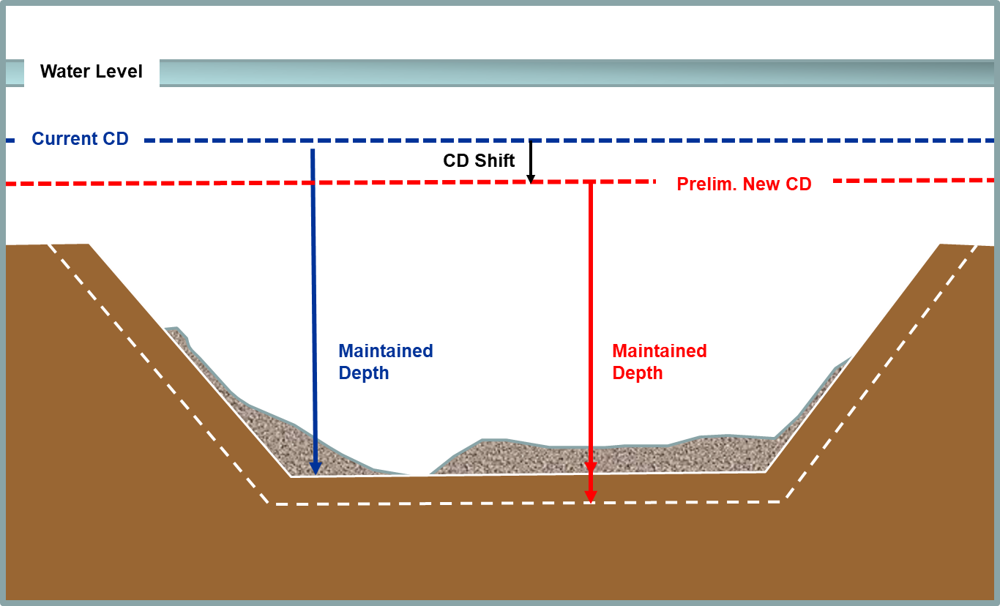 Water Level
Current CD
CD Shift
Prelim. New CD
Maintained
Depth
Maintained
Depth